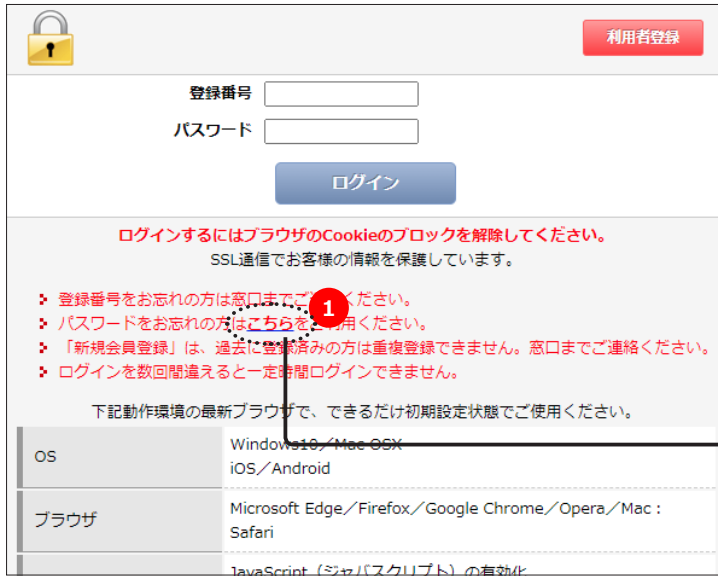 利用者登録
登録番号
パスワード
ログイン
ログインするにはブラウザのCookieのブロックを解除してください。
SSL通信でお客様の情報を保護しています。
登録番号をお忘れの方は窓口までご ください。
1
パスワードをお忘れの方はこちらをご利用ください。
「新規会員登録」は、過去に登録済みの方は重複登録できません。窓口までご連絡ください。
ログインを数回間違えると一定時間ログインできません。
下記動作環境の最新ブラウザで、できるだけ初期設定状態でご使用ください。
OS
Windows10／Mac OSX
iOS／Android
ブラウザ
Microsoft Edge／Firefox／Google Chrome／Opera／Mac：
Safari
JavaScript（ジャバスクリプト）の有効化